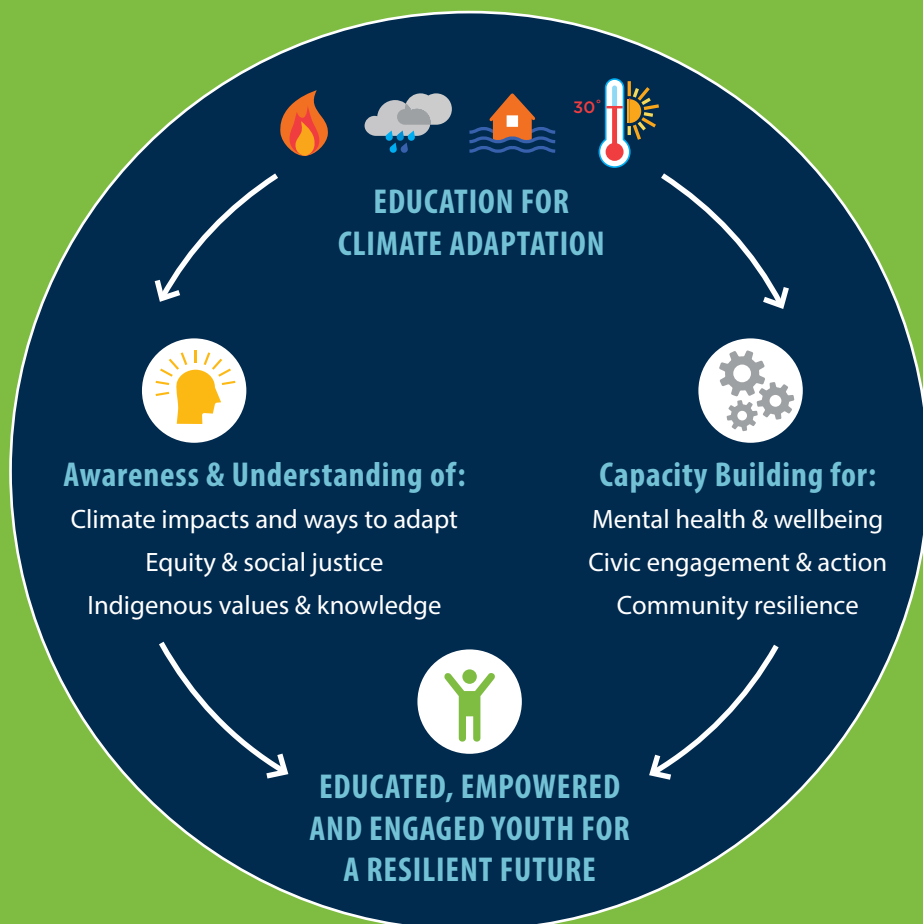 30°
EDUCATION FOR
CLIMATE ADAPTATION
Awareness & Understanding of:
Climate impacts and ways to adapt
Equity & social justice
Indigenous values & knowledge
Capacity Building for:
Mental health & wellbeing
Civic engagement & action
Community resilience
EDUCATED, EMPOWERED
AND ENGAGED YOUTH FOR
A RESILIENT FUTURE